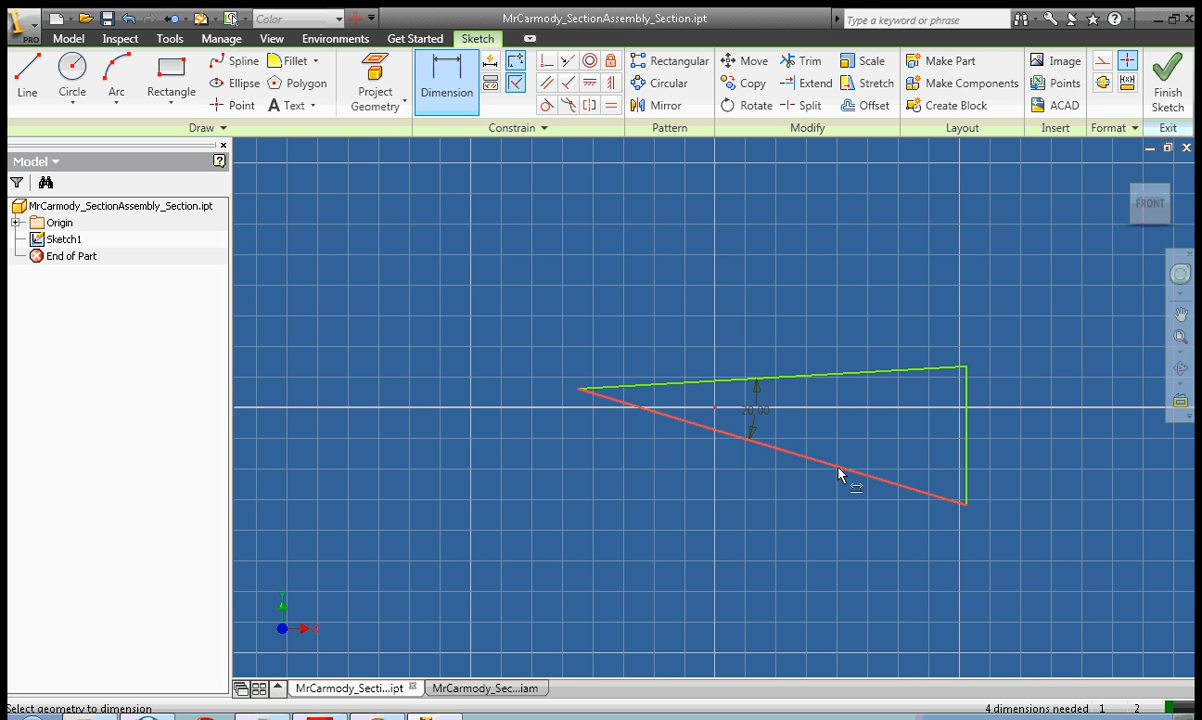 PRO
Color
MrCarmody_SectionAssembly_Section.ipt
Type a keyword or phrase
Model Inspect Tools Manage View Environments Get Started Sketch
Line
Circle
Arc
Rectangle
Spline
Fillet
Ellipse
Polygon
Point
Text
Project
Geometry
Dimension
Rectangular
Circular
Mirror
Move
Copy
Rotate
Trim
Extend
Split
Scale
Stretch
Offset
Make Part
Make Components
Create Block
Image
Points
ACAD
Finish
Sketch
Draw Constrain Pattern Modify Layout Insert Format Exit
Model
MrCarmody_SectionAssembly_Section.ipt
Origin
Sketch1
End of Part
FRONT
20.00
Y
X
MrCarmody_Secti...ipt MrCarmody_Sec...iam
Select geometry to dimension 4 dimensions needed 1 2